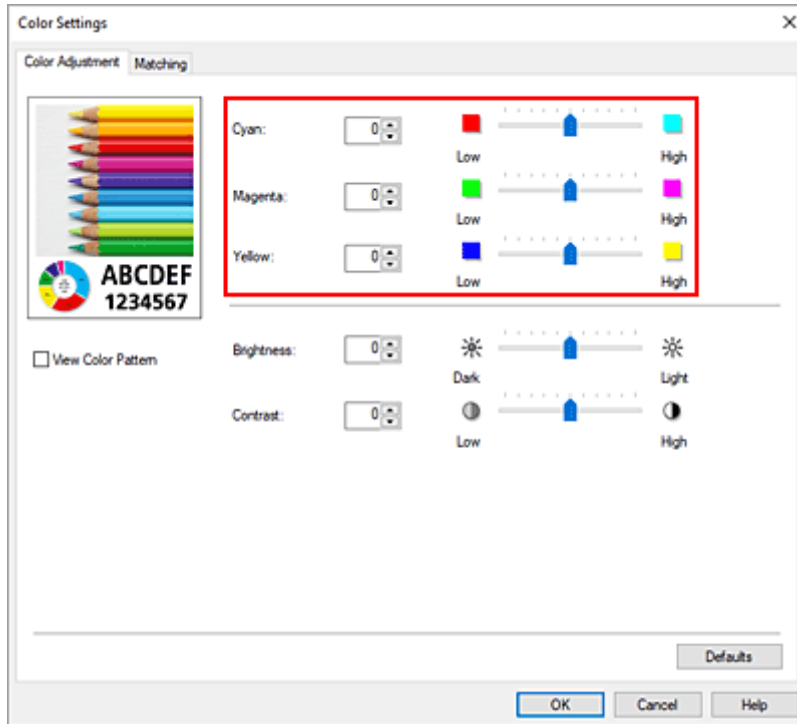 Color Settings
Color Adjustment Matching
Cyan: 0
Low High
Magenta: 0
Low High
Yellow: 0
Low High
ABCDEF
1234567
View Color Pattern
Brightness: 0
Dark Light
Contrast: 0
Low High
Defaults
OK Cancel Help